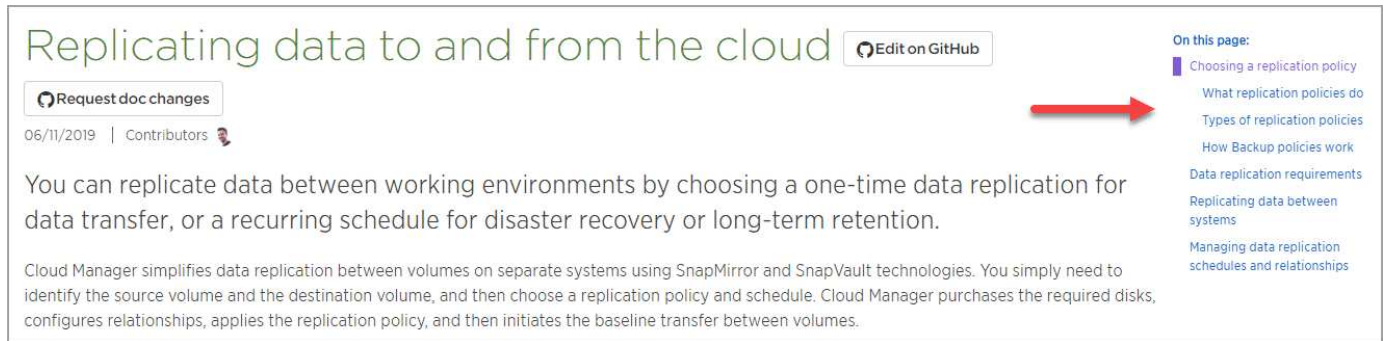 Replicating data to and from the cloud Edit on GitHub
Request doc changes
06/11/2019 | Contributors
You can replicate data between working environments by choosing a one-time data replication for
data transfer, or a recurring schedule for disaster recovery or long-term retention.
Cloud Manager simplifies data replication between volumes on separate systems using SnapMirror and SnapVault technologies. You simply need to
identify the source volume and the destination volume, and then choose a replication policy and schedule. Cloud Manager purchases the required disks,
configures relationships, applies the replication policy, and then initiates the baseline transfer between volumes.
On this page:
Choosing a replication policy
What replication policies do
Types of replication policies
How Backup policies work
Data replication requirements
Replicating data between
systems
Managing data replication
schedules and relationships